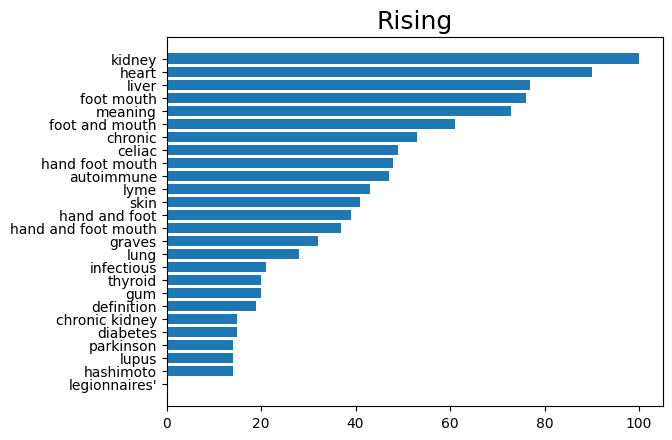 Rising
kidney
heart
liver
foot mouth
meaning
foot and mouth
chronic
celiac
hand foot mouth
autoimmune
lyme
skin
hand and foot
hand and foot mouth
graves
lung
infectious
thyroid
gum
definition
chronic kidney
diabetes
parkinson
lupus
hashimoto
legionnaires'
0 20 40 60 80 100